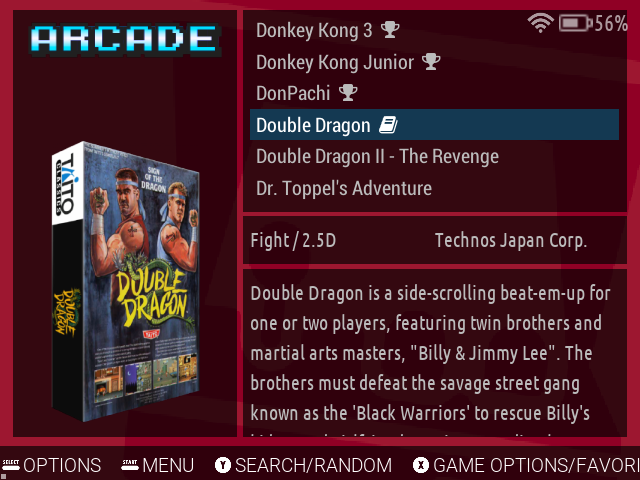 ARCADE
Donkey Kong 3
56%
Donkey Kong Junior
DonPachi
Double Dragon
Double Dragon II - The Revenge
Dr. Toppel's Adventure
TAITO
CLASSICS
SIGN
OF THE
DRAGON
DOUBLE
DRAGON
DOUBLE
DRAGON
TAITO
Fight / 2.5D
Technos Japan Corp.
Double Dragon is a side-scrolling beat-em-up for
one or two players, featuring twin brothers and
martial arts masters, "Billy & Jimmy Lee". The
brothers must defeat the savage street gang
known as the 'Black Warriors' to rescue Billy's
SELECT OPTIONS
START MENU
Y SEARCH/RANDOM
X GAME OPTIONS/FAVORI